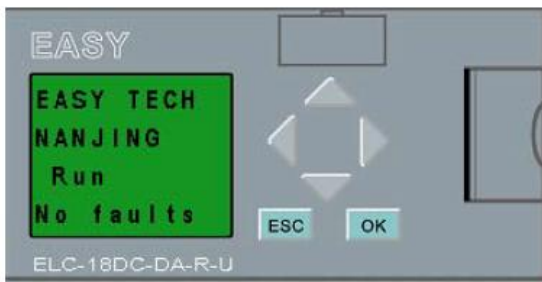 EASY
EASY TECH
NANJING
Run
No faults
ESC
OK
ELC-18DC-DA-R-U